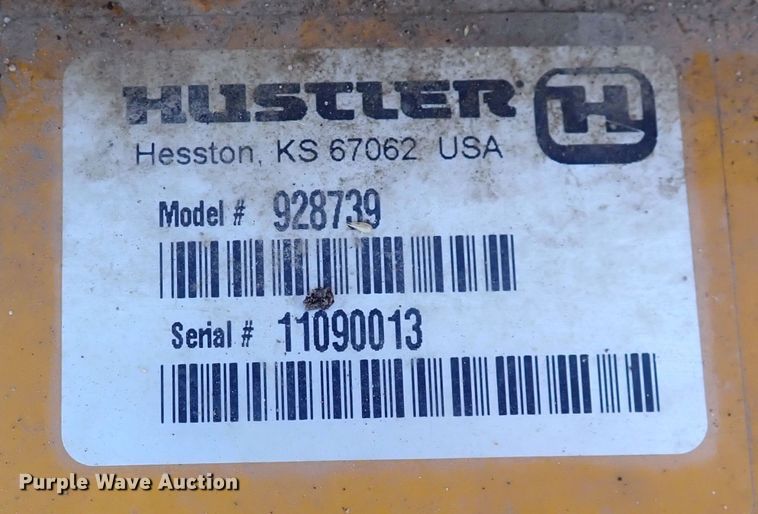 HUSTLER H
Hesston, KS 67062 USA
Model # 928739
Serial # 11090013
Purple Wave Auction